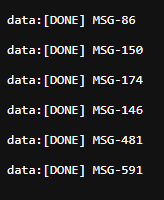 data:[DONE] MSG-86
data:[DONE] MSG-150
data:[DONE] MSG-174
data:[DONE] MSG-146
data:[DONE] MSG-481
data:[DONE] MSG-591